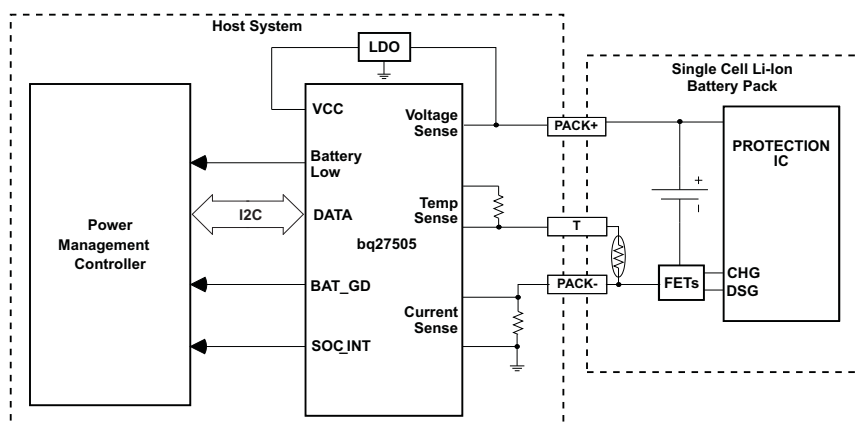 Host System
LDO
Single Cell Li-Ion
Battery Pack
VCC
Voltage
Sense
PACK+
PROTECTION
IC
Battery
Low
+
−
I2C
DATA
Temp
Sense
T
Power
Management
Controller
bq27505
BAT_GD
PACK-
FETs
CHG
DSG
Current
Sense
SOC_INT